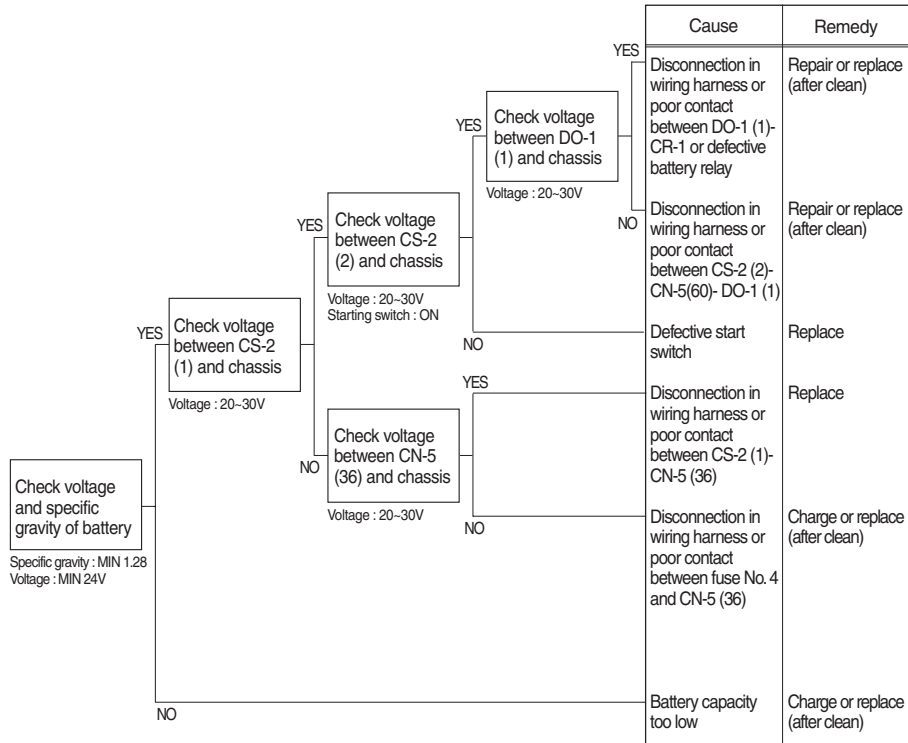 Cause
Remedy
YES
Disconnection in
wiring harness or
poor contact
between DO-1 (1)-
CR-1 or defective
battery relay
Repair or replace
(after clean)
YES
Check voltage
between DO-1
(1) and chassis
Voltage : 20~30V
NO
Disconnection in
wiring harness or
poor contact
between CS-2 (2)-
CN-5(60)- DO-1 (1)
Repair or replace
(after clean)
YES
Check voltage
between CS-2
(2) and chassis
Voltage : 20~30V
Starting switch : ON
NO
Defective start
switch
Replace
YES
Check voltage
between CS-2
(1) and chassis
Voltage : 20~30V
YES
Disconnection in
wiring harness or
poor contact
between CS-2 (1)-
CN-5 (36)
Replace
NO
Check voltage
between CN-5
(36) and chassis
Voltage : 20~30V
NO
Disconnection in
wiring harness or
poor contact
between fuse No. 4
and CN-5 (36)
Charge or replace
(after clean)
Check voltage
and specific
gravity of battery
Specific gravity : MIN 1.28
Voltage : MIN 24V
NO
Battery capacity
too low
Charge or replace
(after clean)